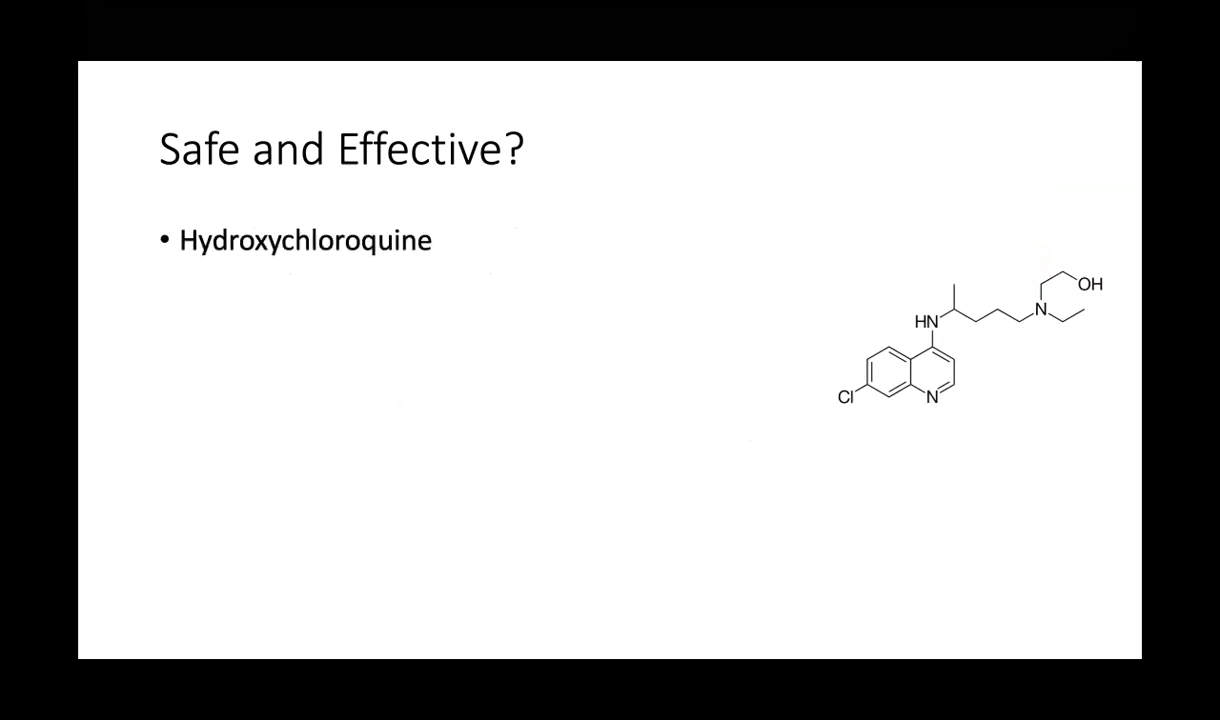 Safe and Effective?
• Hydroxychloroquine
OH
HN
N
Cl
N